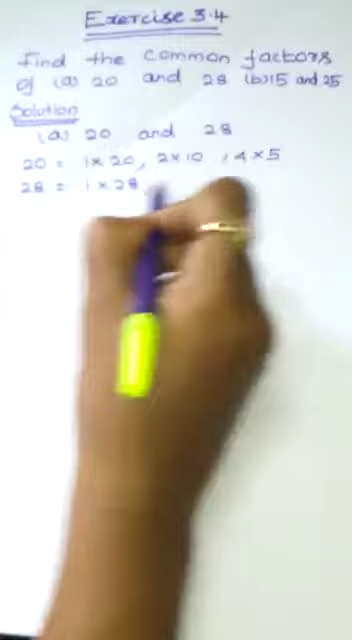 Exercise 3.4
Find the common factors
of (a) 20 and 28 (b) 15 and 25
Solution
(a) 20 and 28
20 = 1 x 20, 2 x 10, 4 x 5
28 = 1 x 28